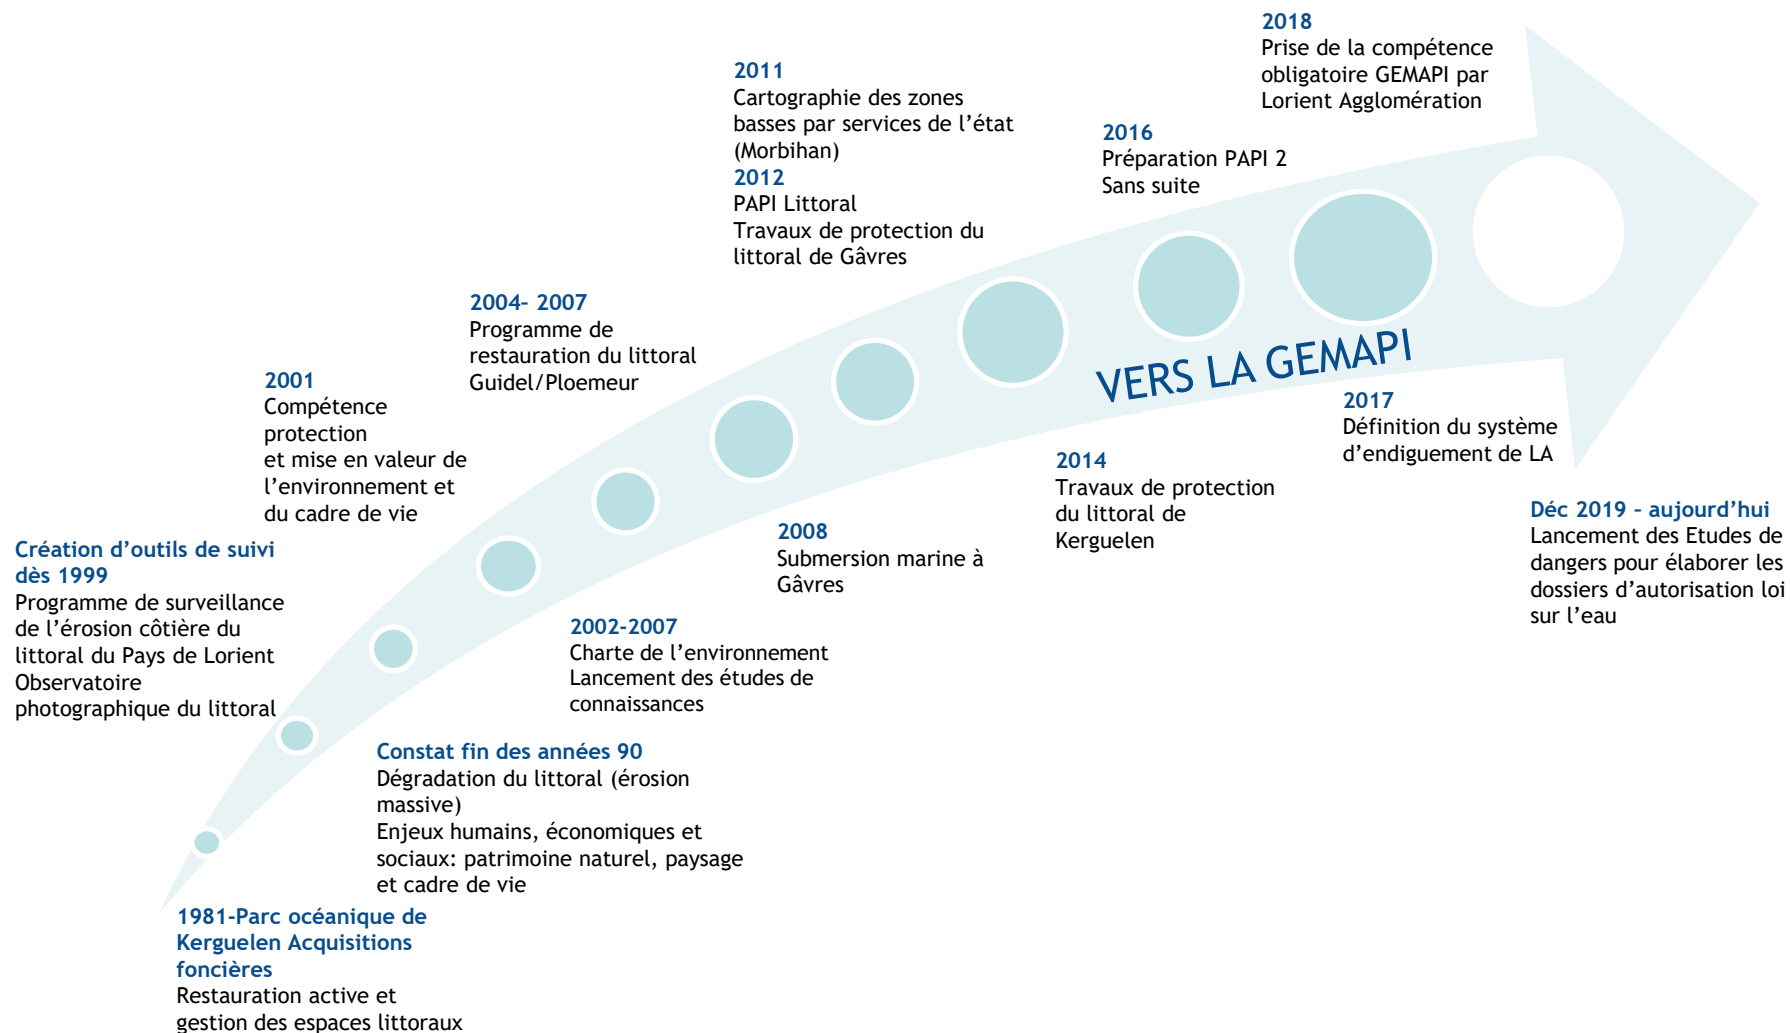 2018
Prise de la compétence
obligatoire GEMAPI par
Lorient Agglomération
2011
Cartographie des zones
basses par services de l’état
(Morbihan)
2012
PAPI Littoral
Travaux de protection du
littoral de Gâvres
2016
Préparation PAPI 2
Sans suite
2004– 2007
Programme de
restauration du littoral
Guidel/Ploemeur
2001
Compétence
protection
et mise en valeur de
l’environnement et
du cadre de vie
VERS LA GEMAPI
2017
Définition du système
d’endiguement de LA
2014
Travaux de protection
du littoral de
Kerguelen
Déc 2019 – aujourd’hui
Lancement des Etudes de
dangers pour élaborer les
dossiers d’autorisation loi
sur l’eau
2008
Submersion marine à
Gâvres
Création d’outils de suivi
dès 1999
Programme de surveillance
de l’érosion côtière du
littoral du Pays de Lorient
Observatoire
photographique du littoral
2002-2007
Charte de l’environnement
Lancement des études de
connaissances
Constat fin des années 90
Dégradation du littoral (érosion
massive)
Enjeux humains, économiques et
sociaux: patrimoine naturel, paysage
et cadre de vie
1981-Parc océanique de
Kerguelen Acquisitions
foncières
Restauration active et
gestion des espaces littoraux